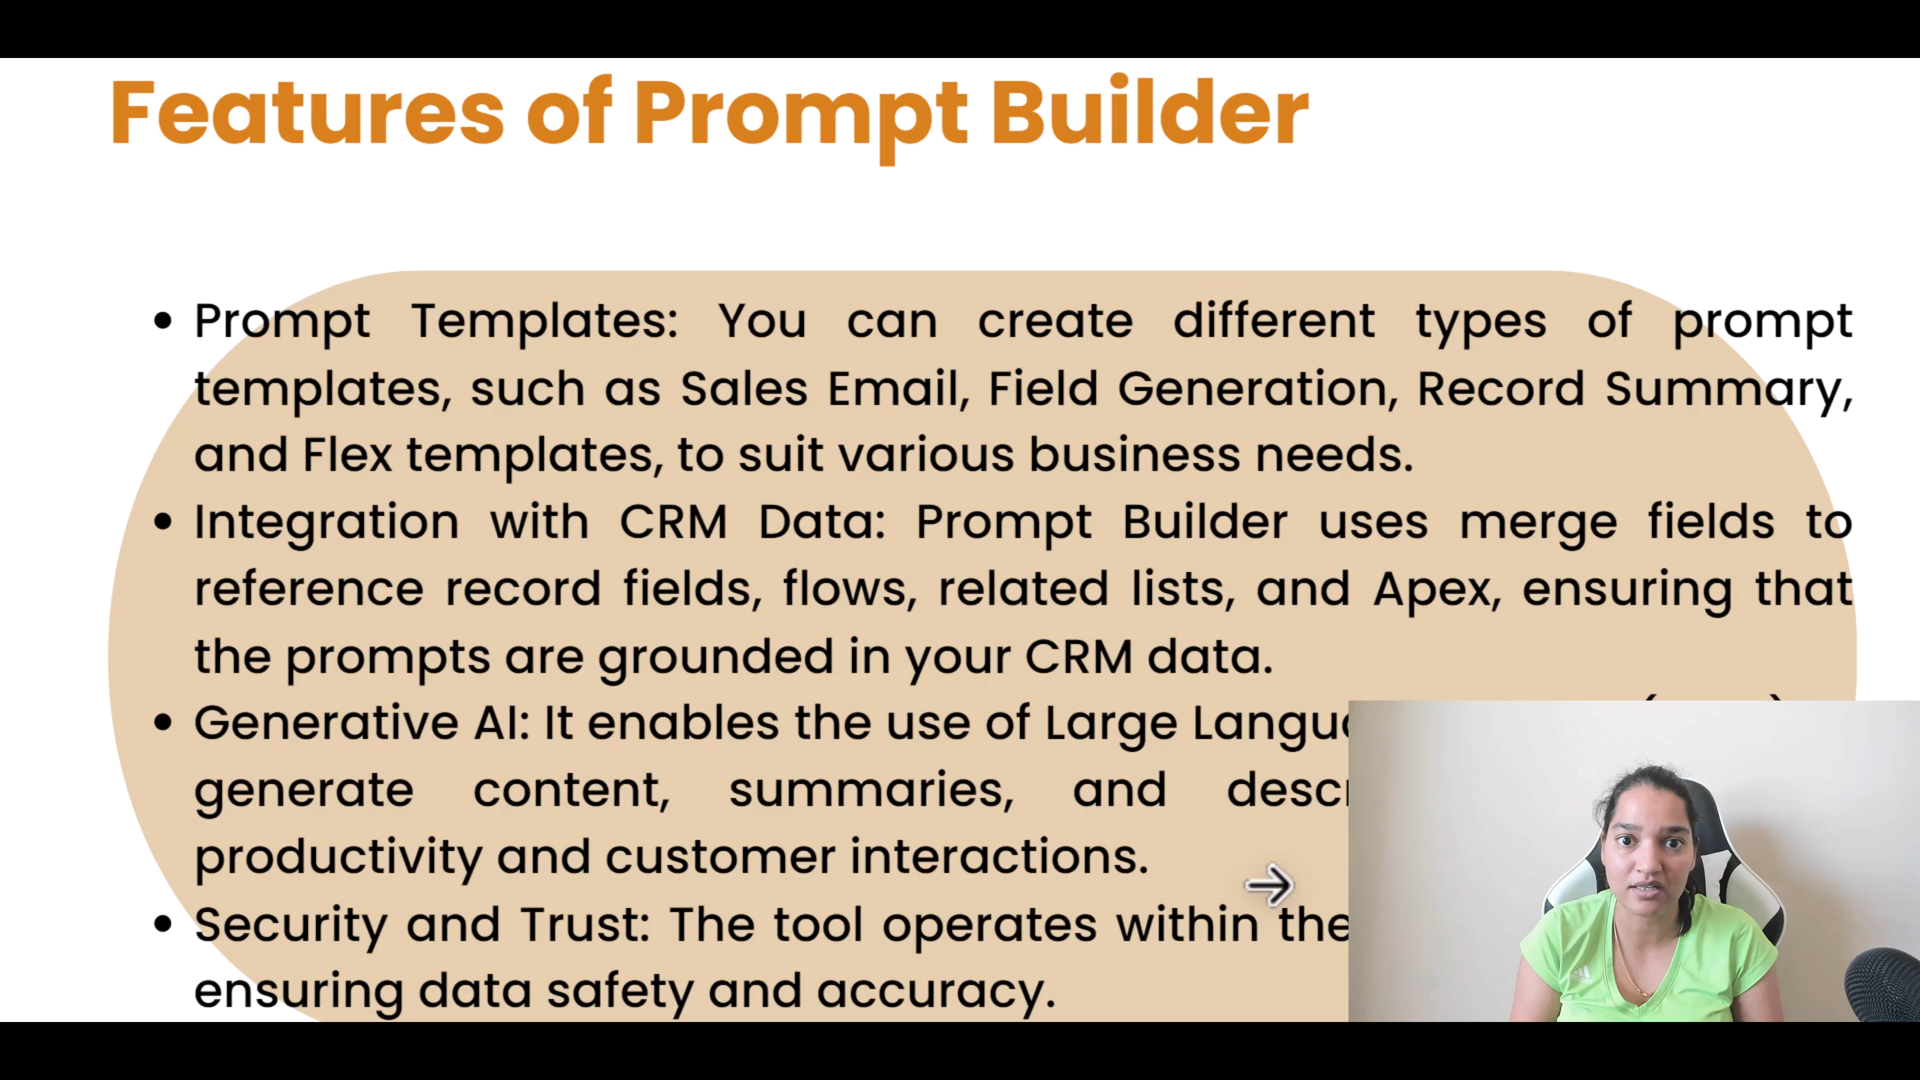 Features of Prompt Builder
• Prompt Templates: You can create different types of prompt
templates, such as Sales Email, Field Generation, Record Summary,
and Flex templates, to suit various business needs.
• Integration with CRM Data: Prompt Builder uses merge fields to
reference record fields, flows, related lists, and Apex, ensuring that
the prompts are grounded in your CRM data.
• Generative AI: It enables the use of Large
generate content, summaries, and
productivity and customer interactions.
• Security and Trust: The tool operates within the
ensuring data safety and accuracy.